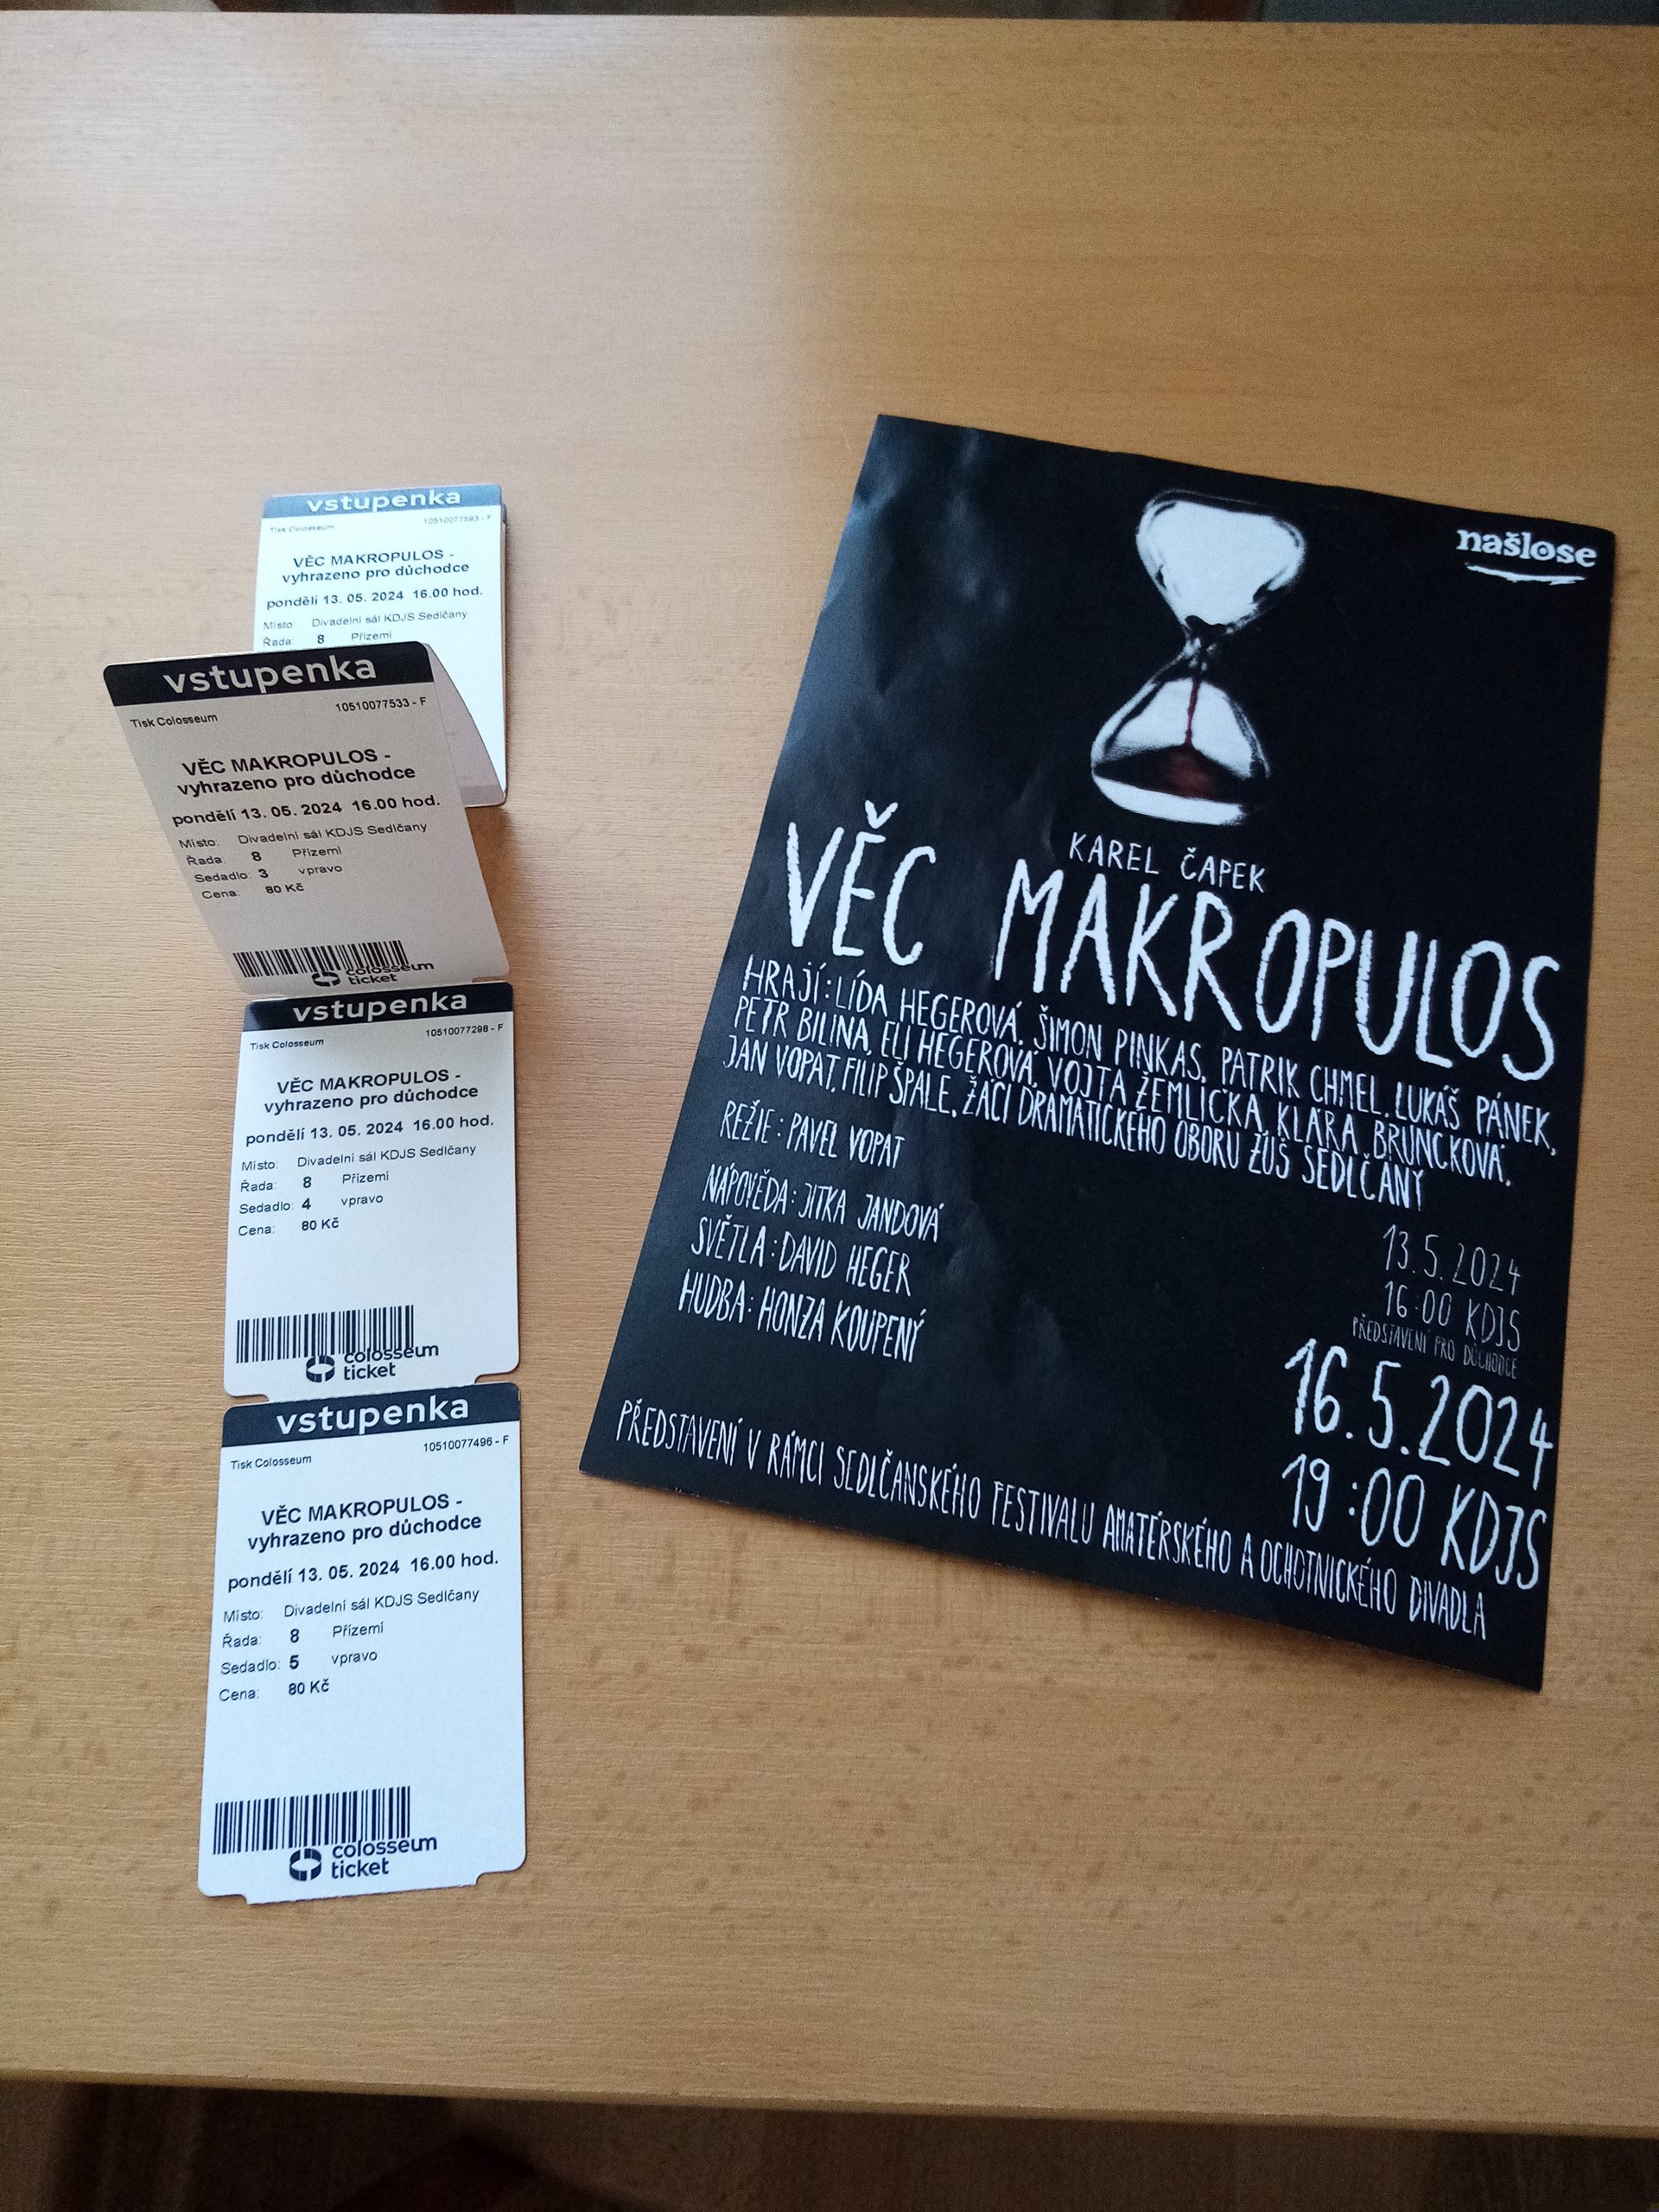 vstupenka
Tisk Colosseum 10510077593 - F
VĚC MAKROPULOS -
vyhrazeno pro důchodce
pondělí 13. 05. 2024 16.00 hod.
Místo: Divadelní sál KDJS Sedlčany
Řada: 8 Přízemí
vstupenka
Tisk Colosseum 10510077533 - F
VĚC MAKROPULOS -
vyhrazeno pro důchodce
pondělí 13. 05. 2024 16.00 hod.
Místo: Divadelní sál KDJS Sedlčany
Řada: 8 Přízemí
Sedadlo: 3 vpravo
Cena: 80 Kč
colosseum
ticket
vstupenka
Tisk Colosseum 10510077298 - F
VĚC MAKROPULOS -
vyhrazeno pro důchodce
pondělí 13. 05. 2024 16.00 hod.
Místo: Divadelní sál KDJS Sedlčany
Řada: 8 Přízemí
Sedadlo: 4 vpravo
Cena: 80 Kč
colosseum
ticket
vstupenka
Tisk Colosseum 10510077496 - F
VĚC MAKROPULOS -
vyhrazeno pro důchodce
pondělí 13. 05. 2024 16.00 hod.
Místo: Divadelní sál KDJS Sedlčany
Řada: 8 Přízemí
Sedadlo: 5 vpravo
Cena: 80 Kč
colosseum
ticket
našlose
KAREL ČAPEK
VĚC MAKROPULOS
HRAJÍ: LÍDA HEGEROVÁ, ŠIMON PINKAS, PATRIK CHMEL, LUKÁŠ PÁNEK,
PETR BILINA, ELI HEGEROVÁ, VOJTA ŽEMLIČKA, KLÁRA BRUNCKOVÁ,
JAN VOPAT, FILIP ŠPALE, ŽÁCI DRAMATICKÉHO OBORU ZUŠ SEDLČANY
REŽIE: PAVEL VOPAT
NÁPOVĚDA: JITKA JANDOVÁ
SVĚTLA: DAVID HEGER
HUDBA: HONZA KOUPENÝ
13.5.2024
16:00 KDJS
PŘEDSTAVENÍ PRO DŮCHODCE
16.5.2024
19:00 KDJS
PŘEDSTAVENÍ V RÁMCI SEDLČANSKÉHO FESTIVALU AMATÉRSKÉHO A OCHOTNICKÉHO DIVADLA